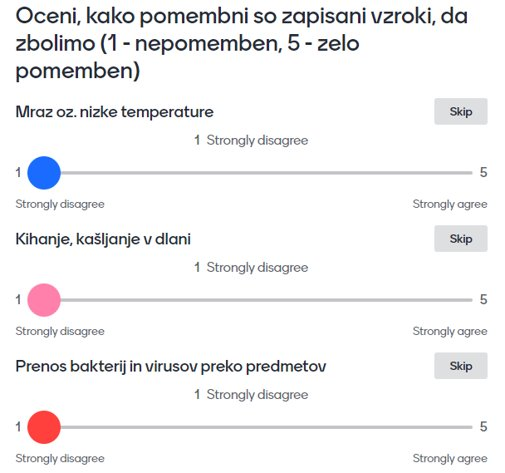 Oceni, kako pomembni so zapisani vzroki, da
zbolimo (1 - nepomemben, 5 - zelo
pomemben)
Mraz oz. nizke temperature
Skip
1 Strongly disagree
1
5
Strongly disagree
Strongly agree
Kihanje, kašljanje v dlani
Skip
1 Strongly disagree
1
5
Strongly disagree
Strongly agree
Prenos bakterij in virusov preko predmetov
Skip
1 Strongly disagree
1
5
Strongly disagree
Strongly agree